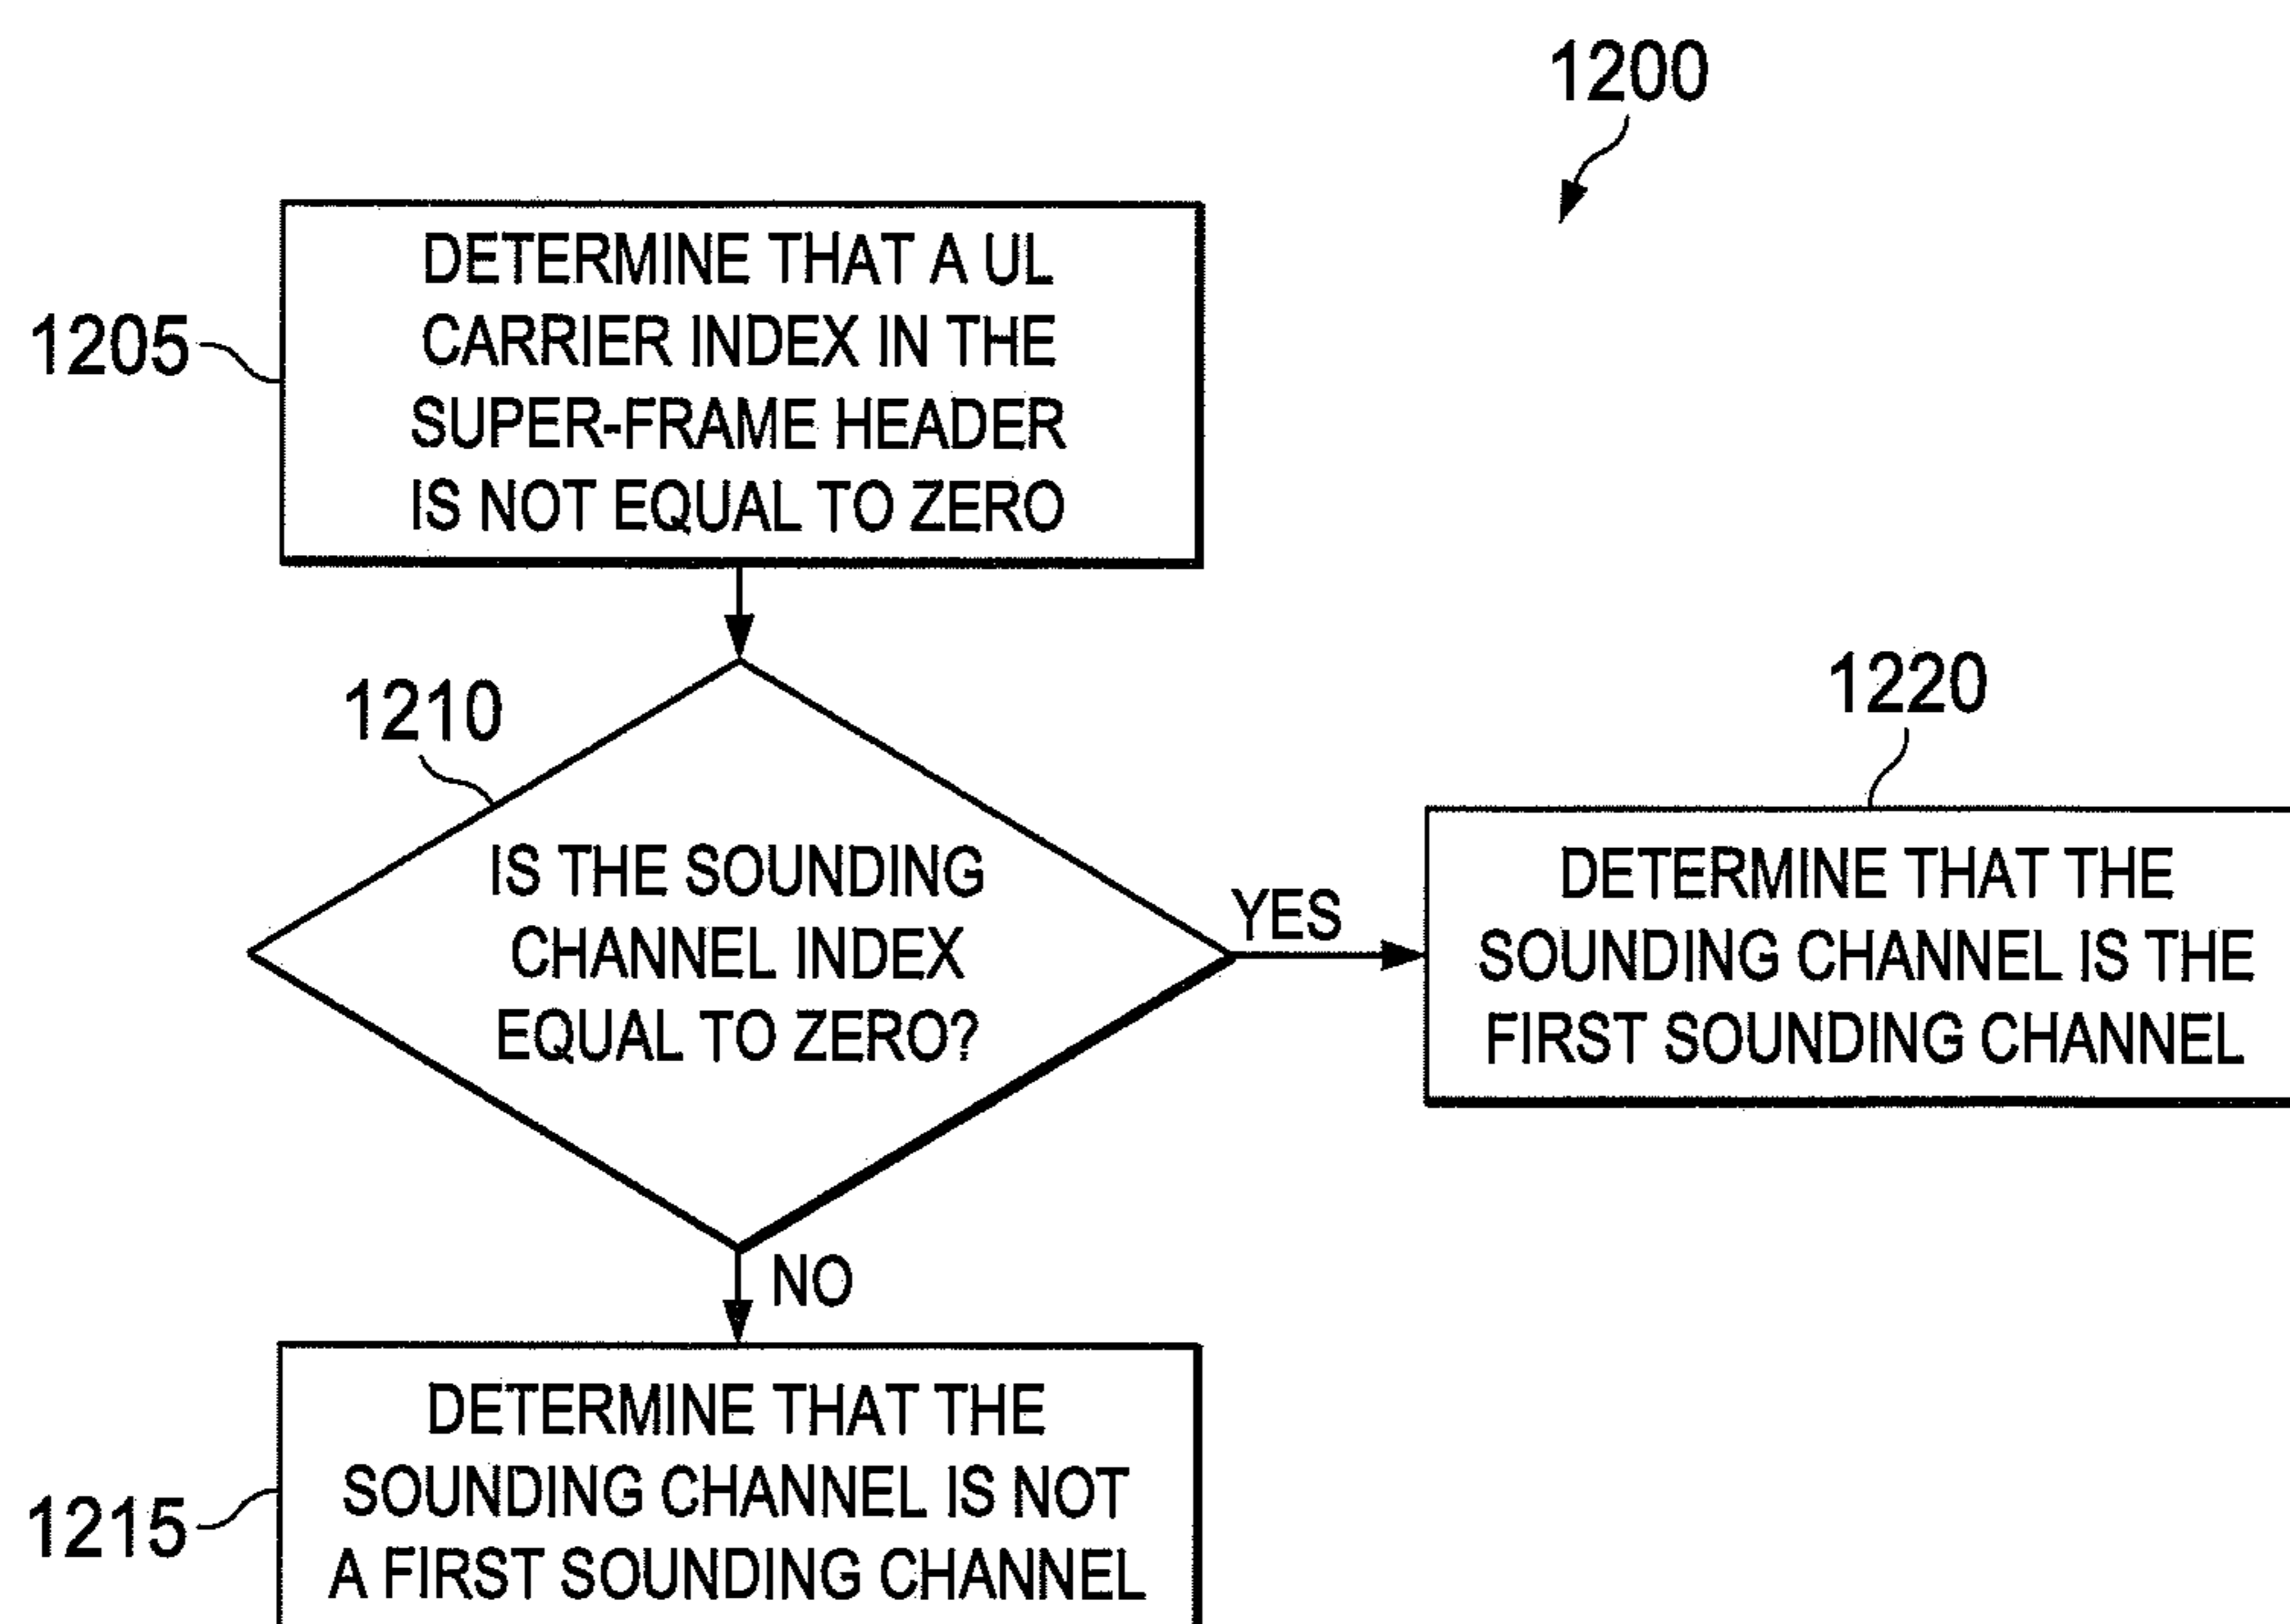 1200
DETERMINE THAT A UL
CARRIER INDEX IN THE
SUPER-FRAME HEADER
IS NOT EQUAL TO ZERO
1205
1210
IS THE SOUNDING
CHANNEL INDEX
EQUAL TO ZERO?
YES
1220
DETERMINE THAT THE
SOUNDING CHANNEL IS THE
FIRST SOUNDING CHANNEL
NO
DETERMINE THAT THE
SOUNDING CHANNEL IS NOT
A FIRST SOUNDING CHANNEL
1215